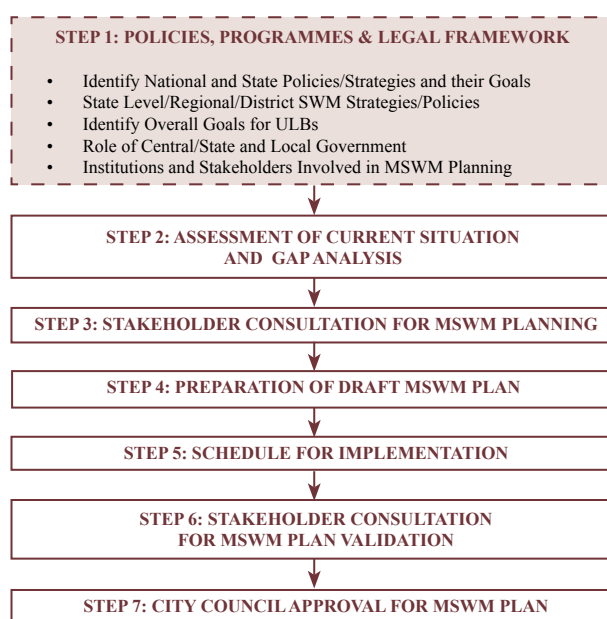 STEP 1: POLICIES, PROGRAMMES & LEGAL FRAMEWORK
• Identify National and State Policies/Strategies and their Goals
• State Level/Regional/District SWM Strategies/Policies
• Identify Overall Goals for ULBs
• Role of Central/State and Local Government
• Institutions and Stakeholders Involved in MSWM Planning
STEP 2: ASSESSMENT OF CURRENT SITUATION
AND GAP ANALYSIS
STEP 3: STAKEHOLDER CONSULTATION FOR MSWM PLANNING
STEP 4: PREPARATION OF DRAFT MSWM PLAN
STEP 5: SCHEDULE FOR IMPLEMENTATION
STEP 6: STAKEHOLDER CONSULTATION
FOR MSWM PLAN VALIDATION
STEP 7: CITY COUNCIL APPROVAL FOR MSWM PLAN